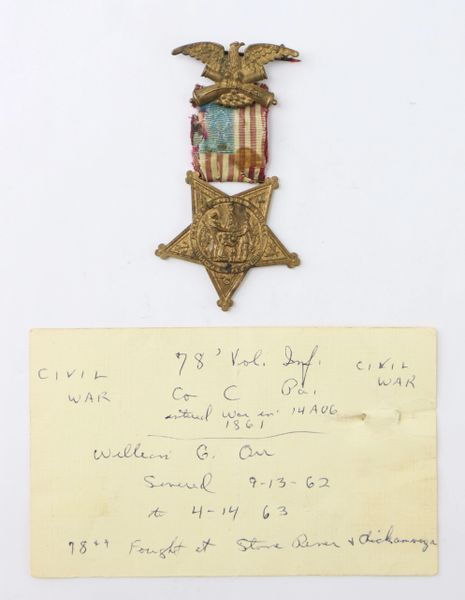 CIVIL WAR 78' Vol. Inf. CIVIL WAR
Co C Pa.
entered War in 14 AUG
1861
William G. Orr
Served 9-13-62
to 4-14 63
78th Fought at Stone River & Chickamauga